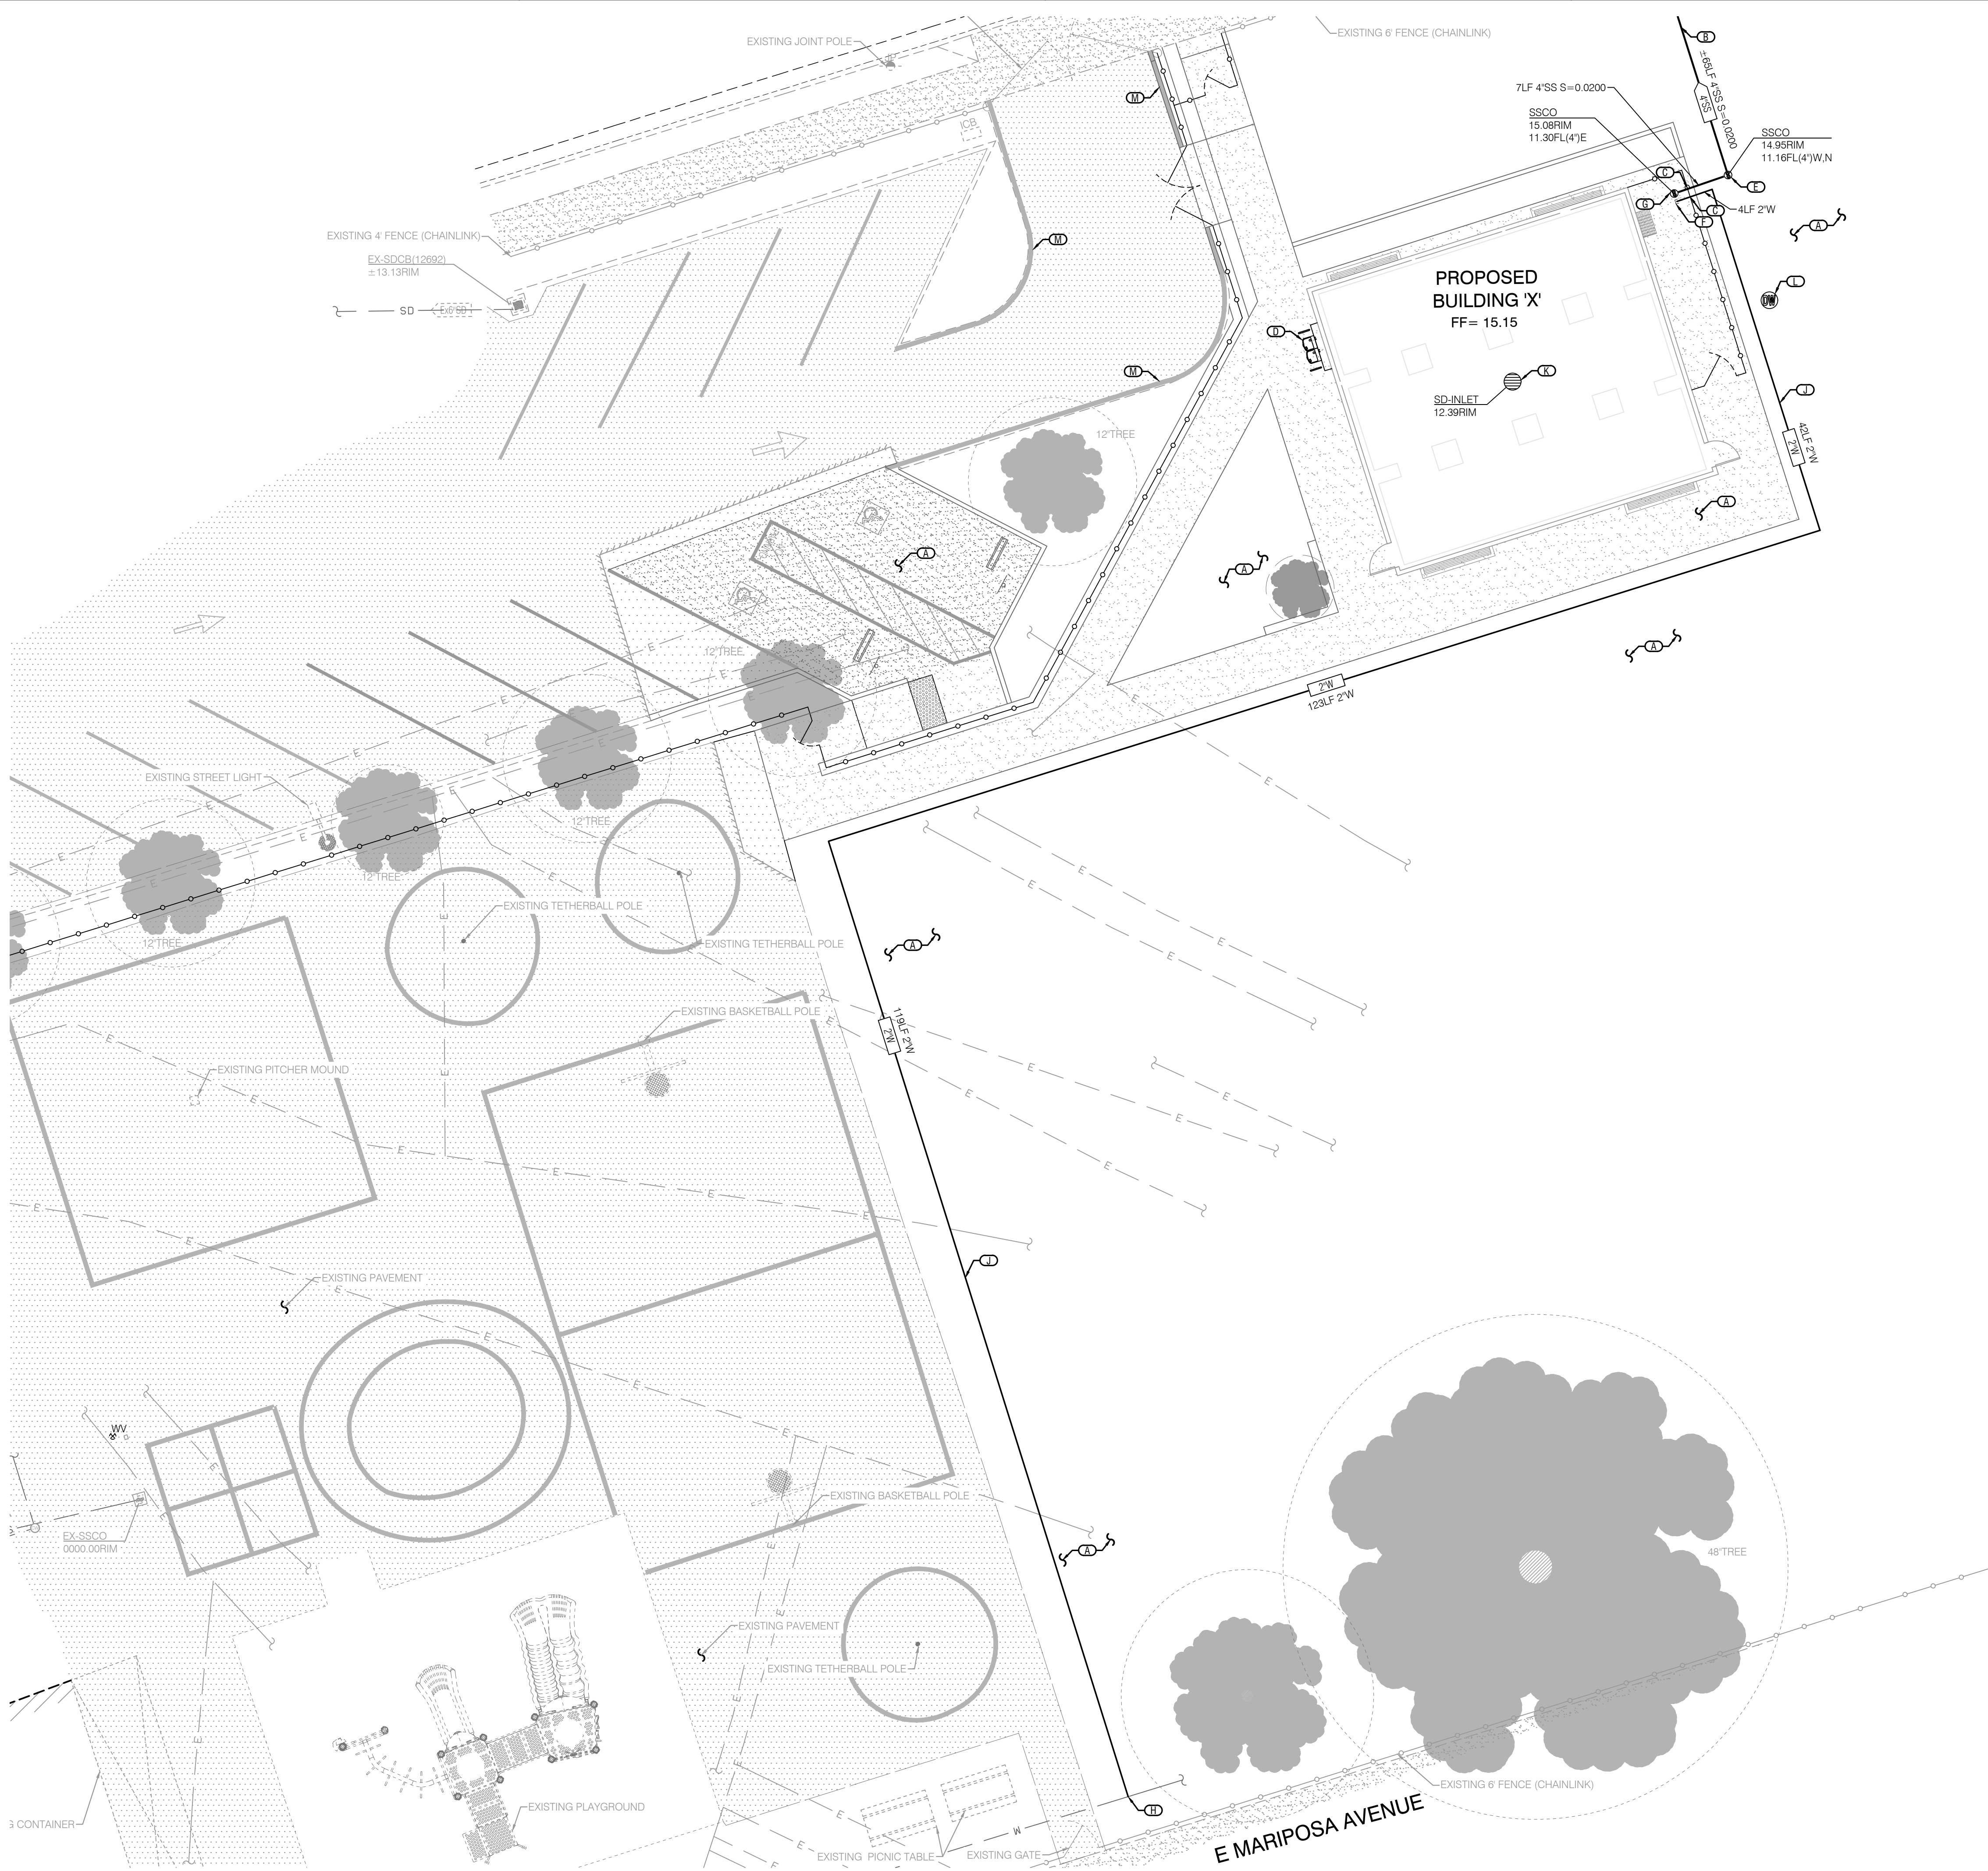 EXISTING JOINT POLE
EXISTING 6' FENCE (CHAINLINK)
B
±65LF 4"SS S=0.0200
4"SS
7LF 4"SS S=0.0200
SSCO
15.08RIM
11.30FL(4")E
SSCO
14.95RIM
11.16FL(4")W,N
M
CB
C
E
G
C
F
4LF 2"W
A
EXISTING 4' FENCE (CHAINLINK)
EX-SDCB(12692)
±13.13RIM
SD
M
PROPOSED
BUILDING 'X'
FF= 15.15
L
DW
D
M
K
SD-INLET
12.39RIM
J
42LF 2"W
2"W
12"TREE
A
A
A
A
12"TREE
2"W
123LF 2"W
E
E
E
E
E
E
EXISTING STREET LIGHT
12"TREE
12"TREE
12"TREE
EXISTING TETHERBALL POLE
EXISTING TETHERBALL POLE
A
EXISTING BASKETBALL POLE
119LF 2"W
2"W
EXISTING PITCHER MOUND
E
E
E
E
E
E
J
EXISTING PAVEMENT
WV
EX-SSCO
0000.00RIM
EXISTING BASKETBALL POLE
A
48"TREE
EXISTING PAVEMENT
EXISTING TETHERBALL POLE
EXISTING 6' FENCE (CHAINLINK)
EXISTING PLAYGROUND
H
E MARIPOSA AVENUE
G CONTAINER
W
EXISTING PICNIC TABLE
EXISTING GATE